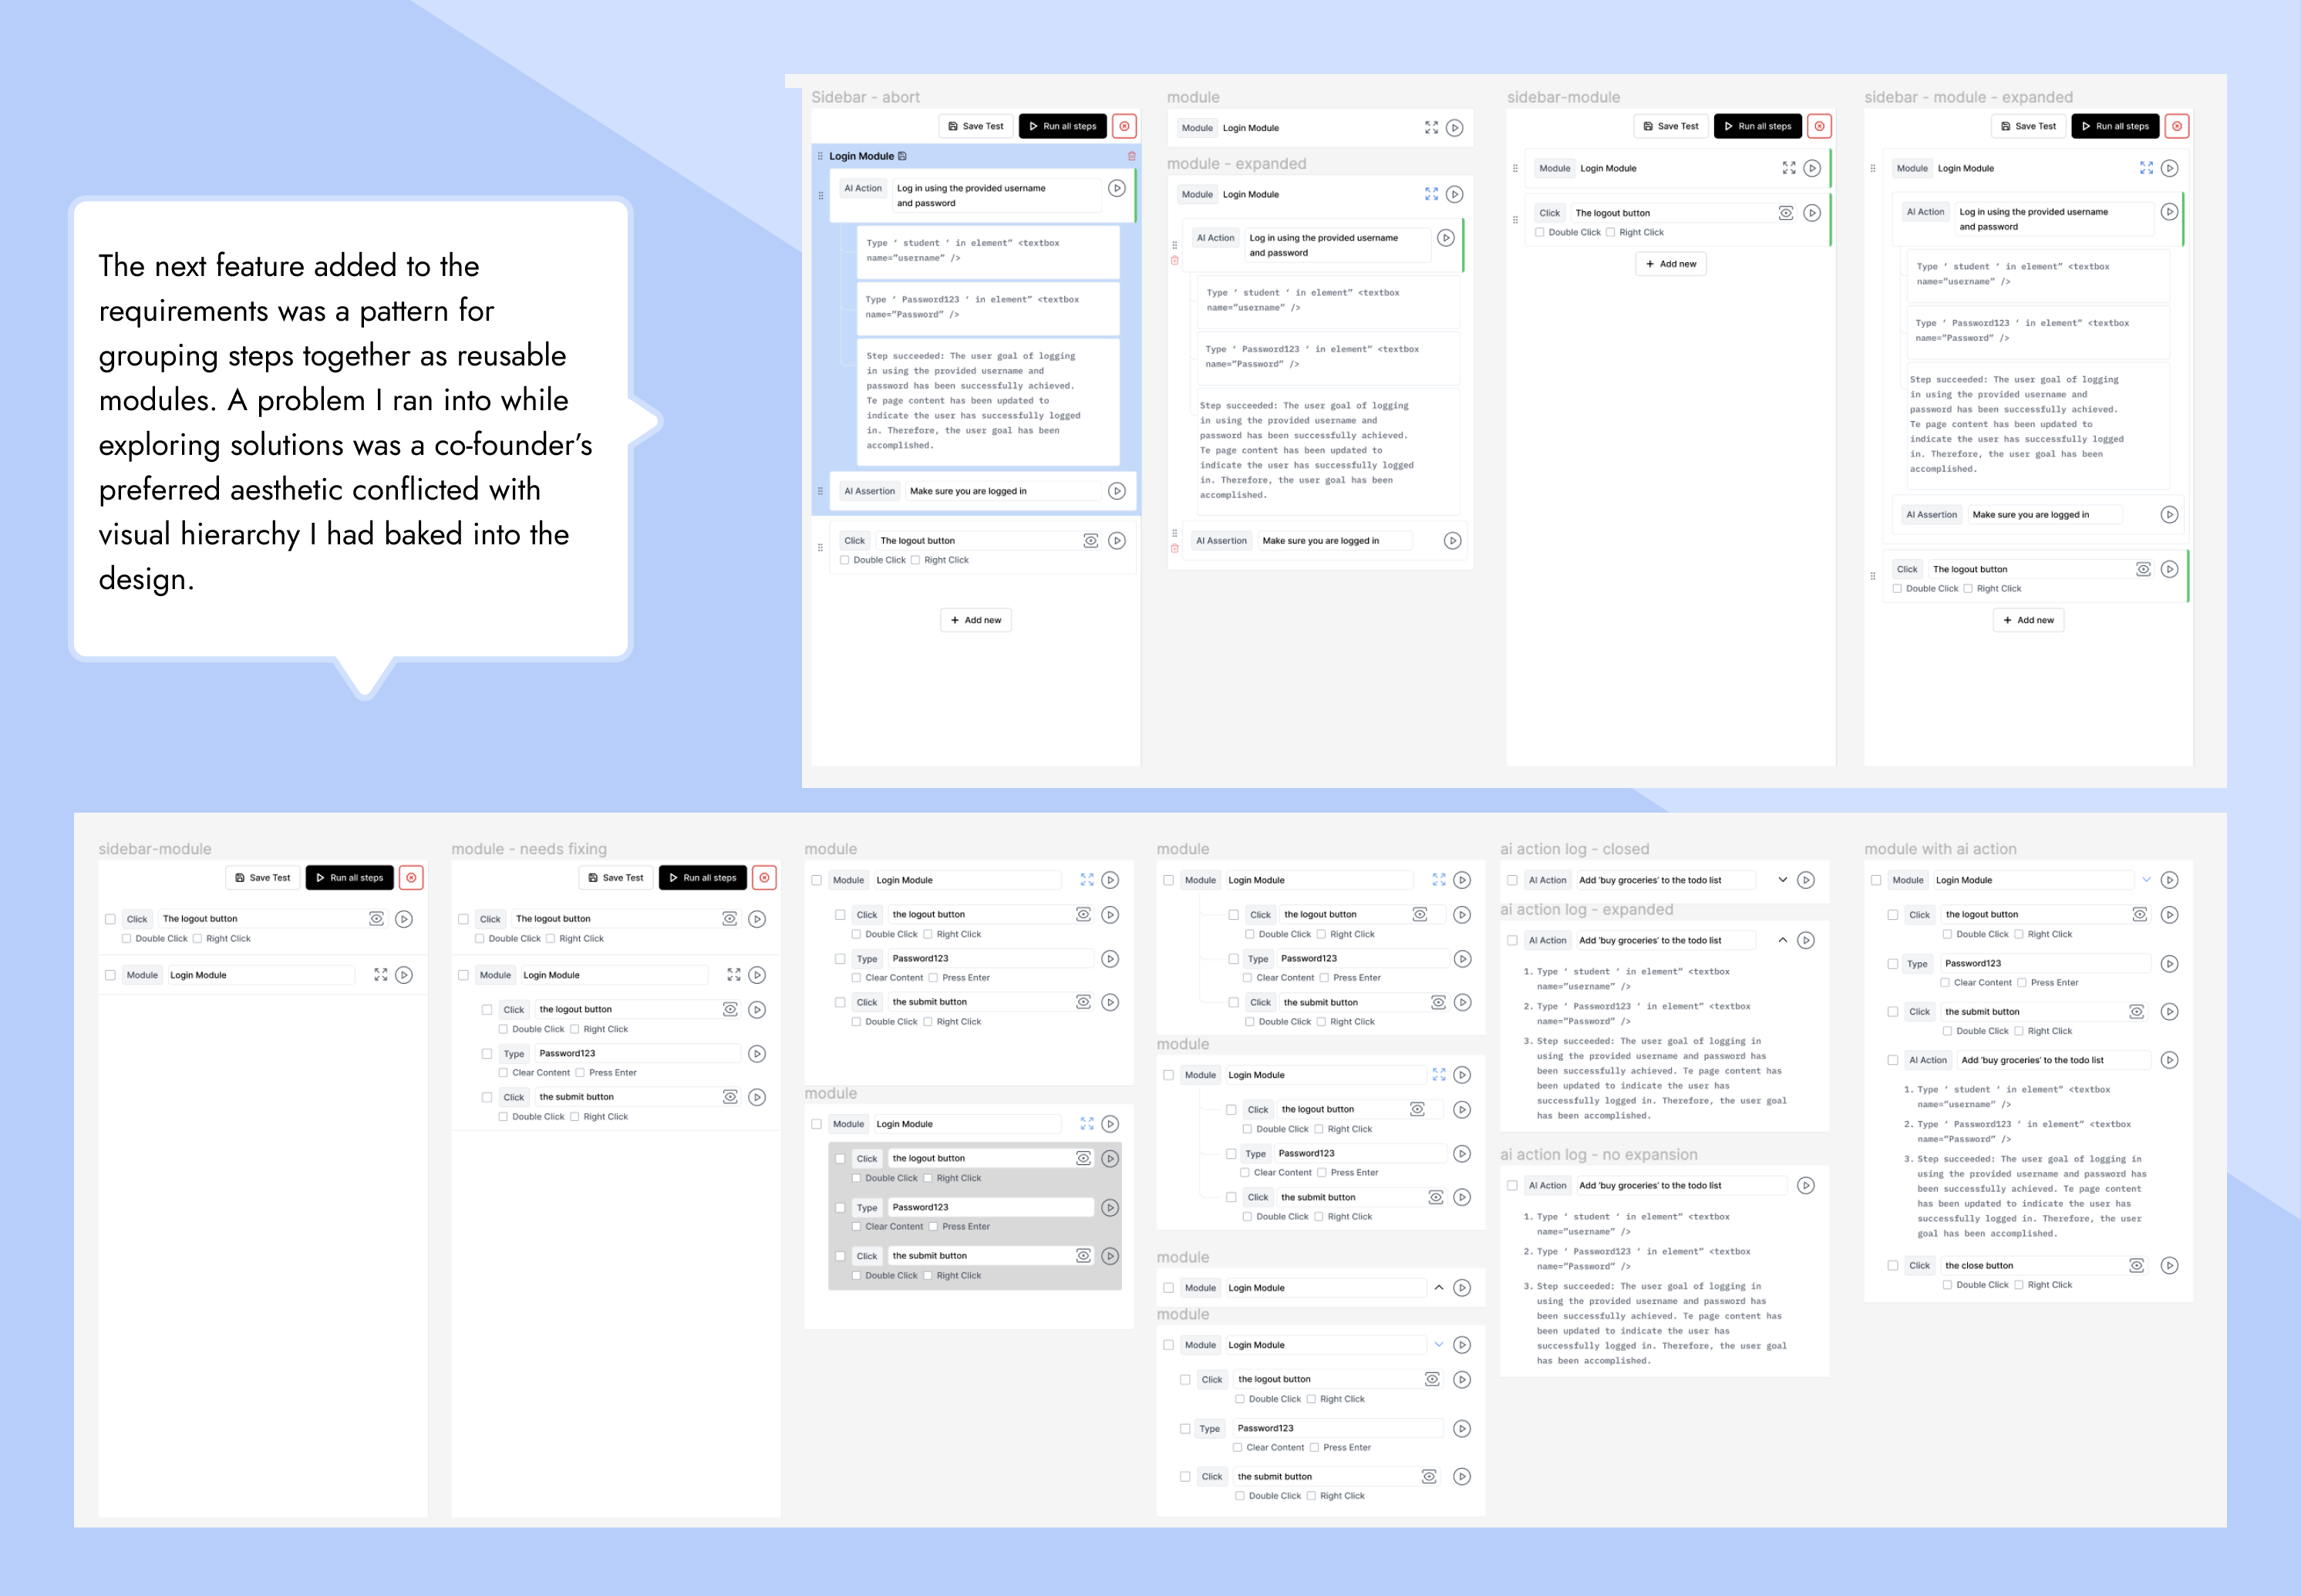 The next feature added to the
requirements was a pattern for
grouping steps together as reusable
modules. A problem I ran into while
exploring solutions was a co-founder’s
preferred aesthetic conflicted with
visual hierarchy I had baked into the
design.
Sidebar - abort
Save Test
Run all steps
Login Module
AI Action
Log in using the provided username
and password
Type ‘ student ‘ in element” <textbox
name=”username” />
Type ‘ Password123 ‘ in element” <textbox
name=”Password” />
Step succeeded: The user goal of logging
in using the provided username and
password has been successfully achieved.
Te page content has been updated to
indicate the user has successfully logged
in. Therefore, the user goal has been
accomplished.
AI Assertion
Make sure you are logged in
Click
The logout button
Double Click
Right Click
+ Add new
module
Module
Login Module
module - expanded
Module
Login Module
AI Action
Log in using the provided username
and password
Type ‘ student ‘ in element” <textbox
name=”username” />
Type ‘ Password123 ‘ in element” <textbox
name=”Password” />
Step succeeded: The user goal of logging
in using the provided username and
password has been successfully achieved.
Te page content has been updated to
indicate the user has successfully logged
in. Therefore, the user goal has been
accomplished.
AI Assertion
Make sure you are logged in
sidebar-module
Save Test
Run all steps
Module
Login Module
Click
The logout button
Double Click
Right Click
+ Add new
sidebar - module - expanded
Save Test
Run all steps
Module
Login Module
AI Action
Log in using the provided username
and password
Type ‘ student ‘ in element” <textbox
name=”username” />
Type ‘ Password123 ‘ in element” <textbox
name=”Password” />
Step succeeded: The user goal of logging
in using the provided username and
password has been successfully achieved.
Te page content has been updated to
indicate the user has successfully logged
in. Therefore, the user goal has been
accomplished.
AI Assertion
Make sure you are logged in
Click
The logout button
Double Click
Right Click
+ Add new
sidebar-module
Save Test
Run all steps
Click
The logout button
Double Click
Right Click
Module
Login Module
module - needs fixing
Save Test
Run all steps
Click
The logout button
Double Click
Right Click
Module
Login Module
Click
the logout button
Double Click
Right Click
Type
Password123
Clear Content
Press Enter
Click
the submit button
Double Click
Right Click
module
Module
Login Module
Click
the logout button
Double Click
Right Click
Type
Password123
Clear Content
Press Enter
Click
the submit button
Double Click
Right Click
module
Module
Login Module
Click
the logout button
Double Click
Right Click
Type
Password123
Clear Content
Press Enter
Click
the submit button
Double Click
Right Click
module
Module
Login Module
Click
the logout button
Double Click
Right Click
Type
Password123
Clear Content
Press Enter
Click
the submit button
Double Click
Right Click
module
Module
Login Module
Click
the logout button
Double Click
Right Click
Type
Password123
Clear Content
Press Enter
Click
the submit button
Double Click
Right Click
module
Module
Login Module
module
Module
Login Module
Click
the logout button
Double Click
Right Click
Type
Password123
Clear Content
Press Enter
Click
the submit button
Double Click
Right Click
ai action log - closed
AI Action
Add ‘buy groceries’ to the todo list
ai action log - expanded
AI Action
Add ‘buy groceries’ to the todo list
1. Type ‘ student ‘ in element” <textbox
name=”username” />
2. Type ‘ Password123 ‘ in element” <textbox
name=”Password” />
3. Step succeeded: The user goal of logging in
using the provided username and password has
been successfully achieved. Te page content has
been updated to indicate the user has
successfully logged in. Therefore, the user goal
has been accomplished.
ai action log - no expansion
AI Action
Add ‘buy groceries’ to the todo list
1. Type ‘ student ‘ in element” <textbox
name=”username” />
2. Type ‘ Password123 ‘ in element” <textbox
name=”Password” />
3. Step succeeded: The user goal of logging in
using the provided username and password has
been successfully achieved. Te page content has
been updated to indicate the user has
successfully logged in. Therefore, the user goal
has been accomplished.
module with ai action
Module
Login Module
Click
the logout button
Double Click
Right Click
Type
Password123
Clear Content
Press Enter
Click
the submit button
Double Click
Right Click
AI Action
Add ‘buy groceries’ to the todo list
1. Type ‘ student ‘ in element” <textbox
name=”username” />
2. Type ‘ Password123 ‘ in element” <textbox
name=”Password” />
3. Step succeeded: The user goal of logging in
using the provided username and password has
been successfully achieved. Te page content
has been updated to indicate the user has
successfully logged in. Therefore, the user
goal has been accomplished.
Click
the close button
Double Click
Right Click